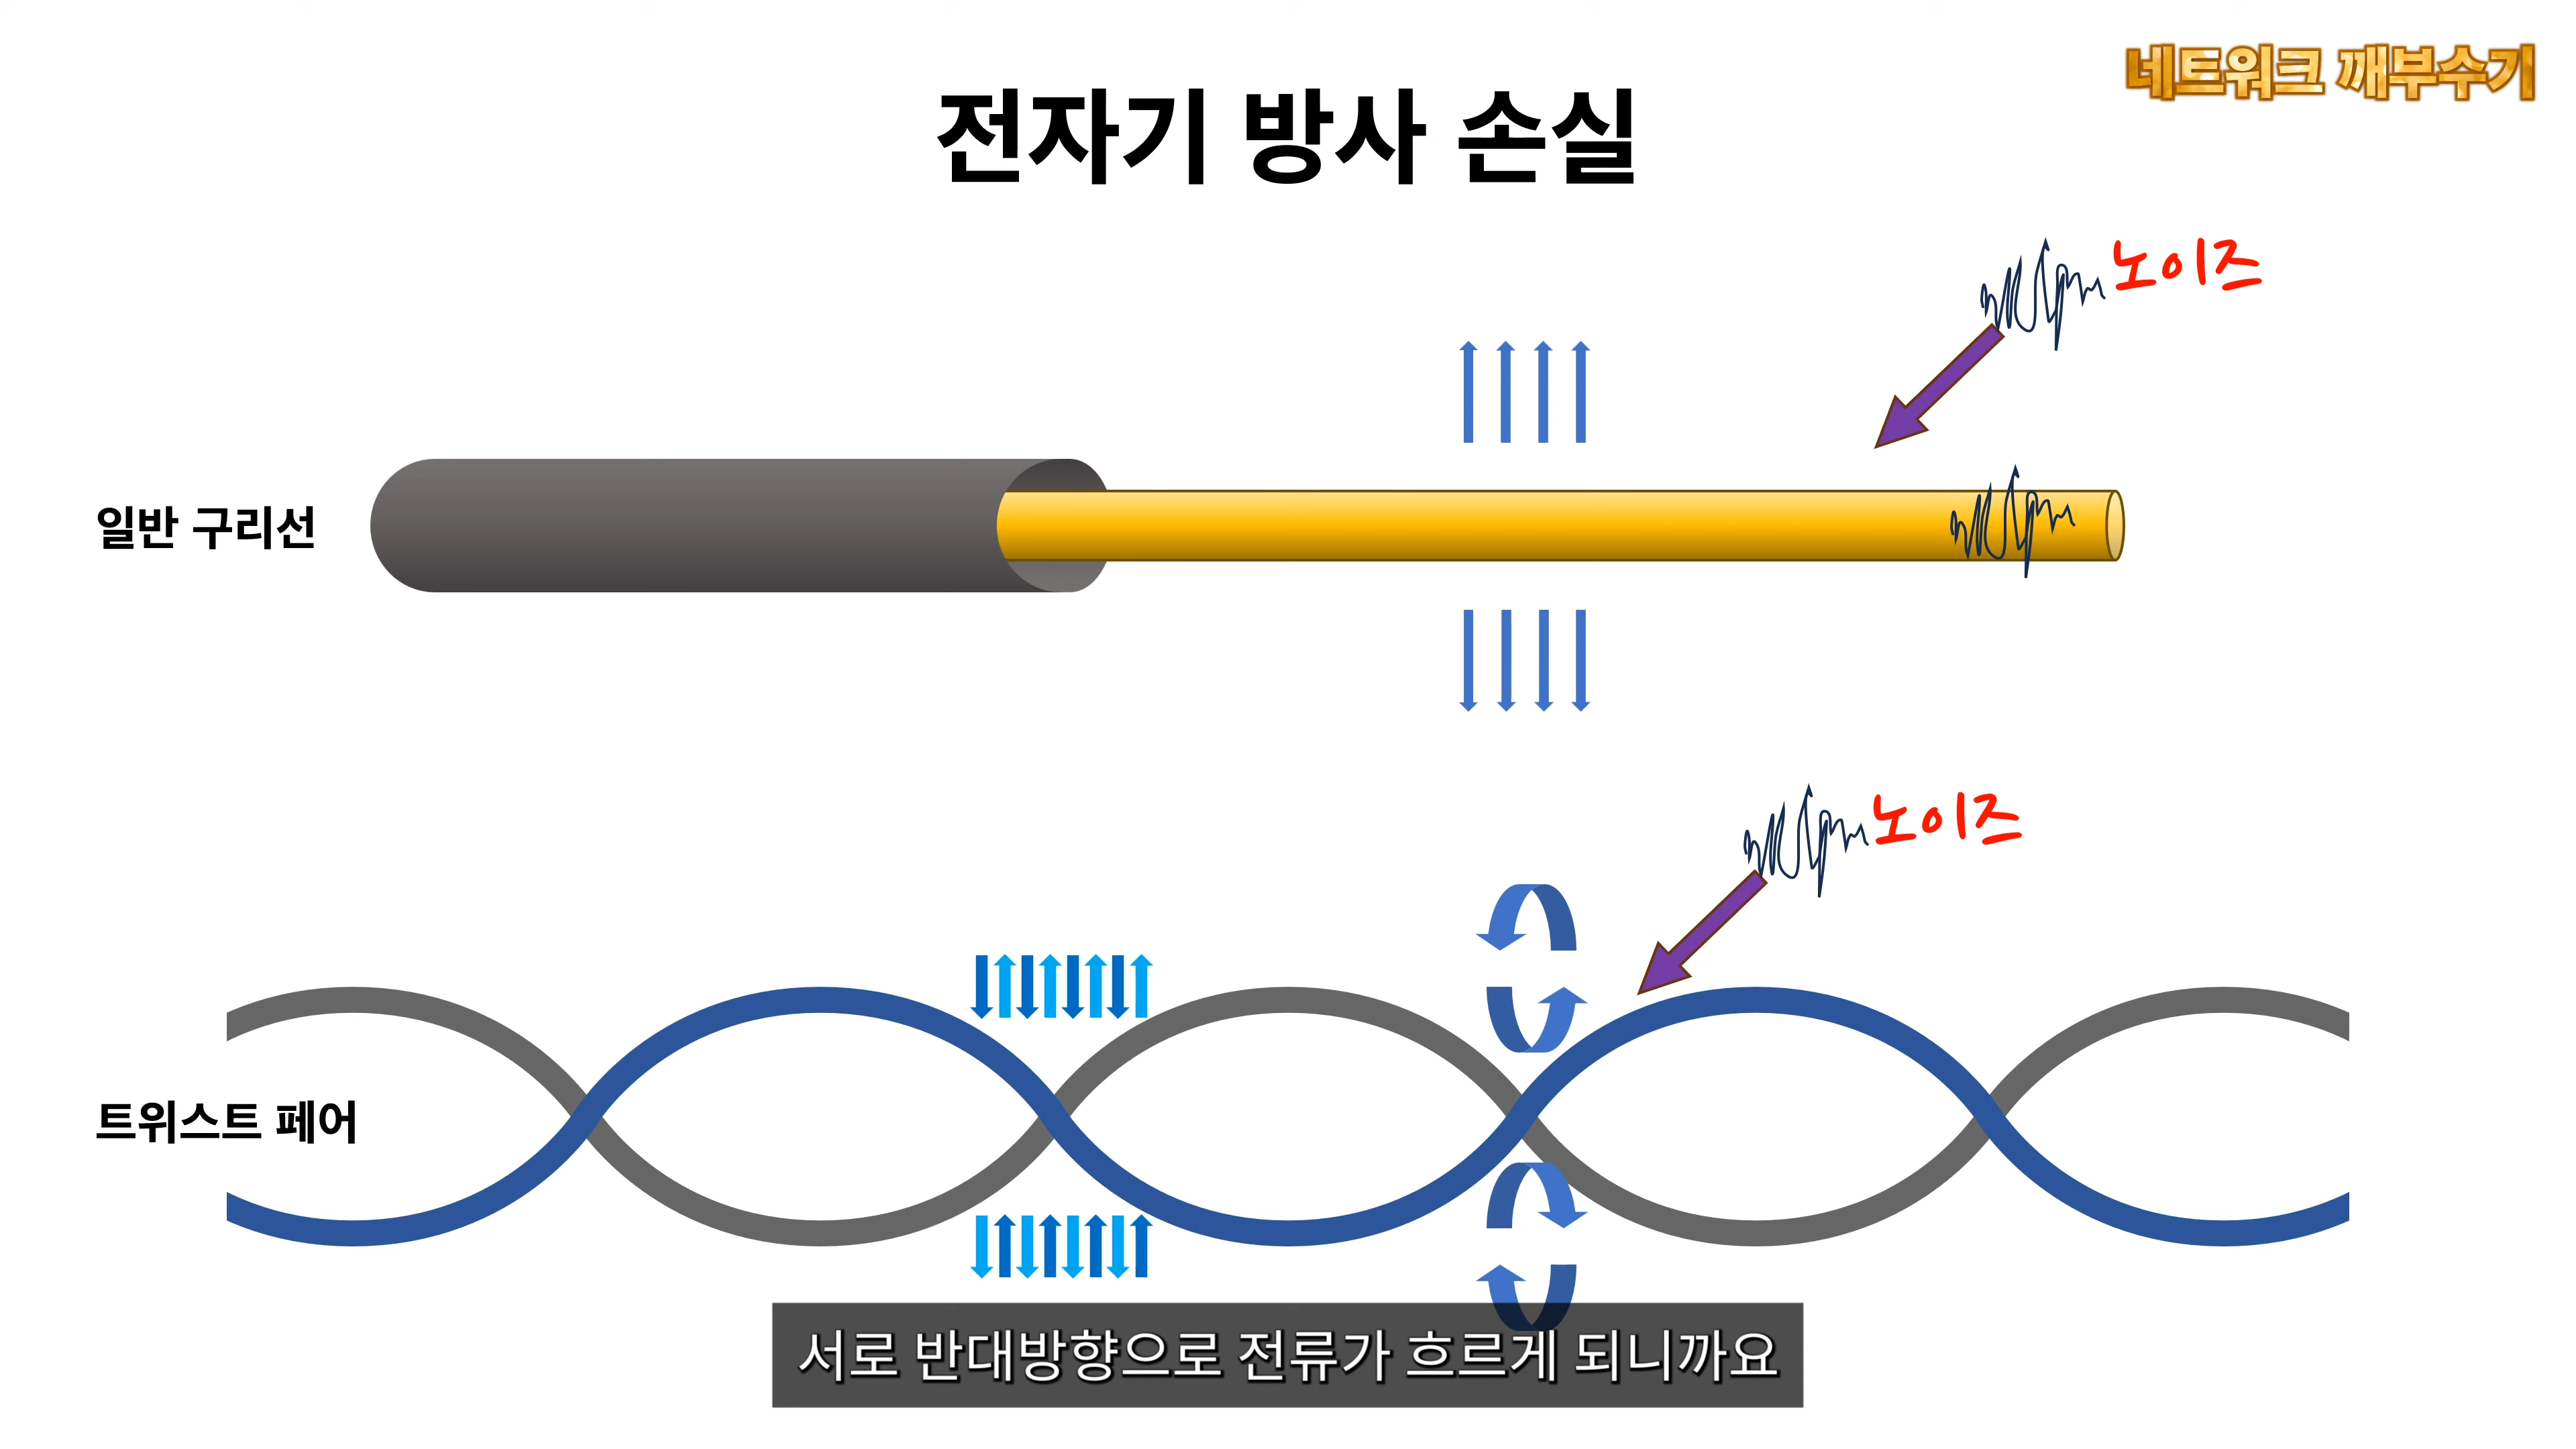 네트워크 깨부수기
전자기 방사 손실
노이즈
일반 구리선
노이즈
트위스트 페어
서로 반대방향으로 전류가 흐르게 되니까요